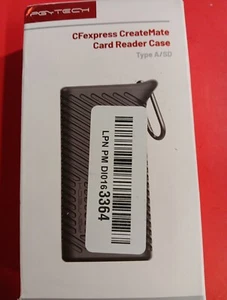 PGYTECH
CFexpress CreateMate
Card Reader Case
Type A/SD
LPN PM DI016 3364